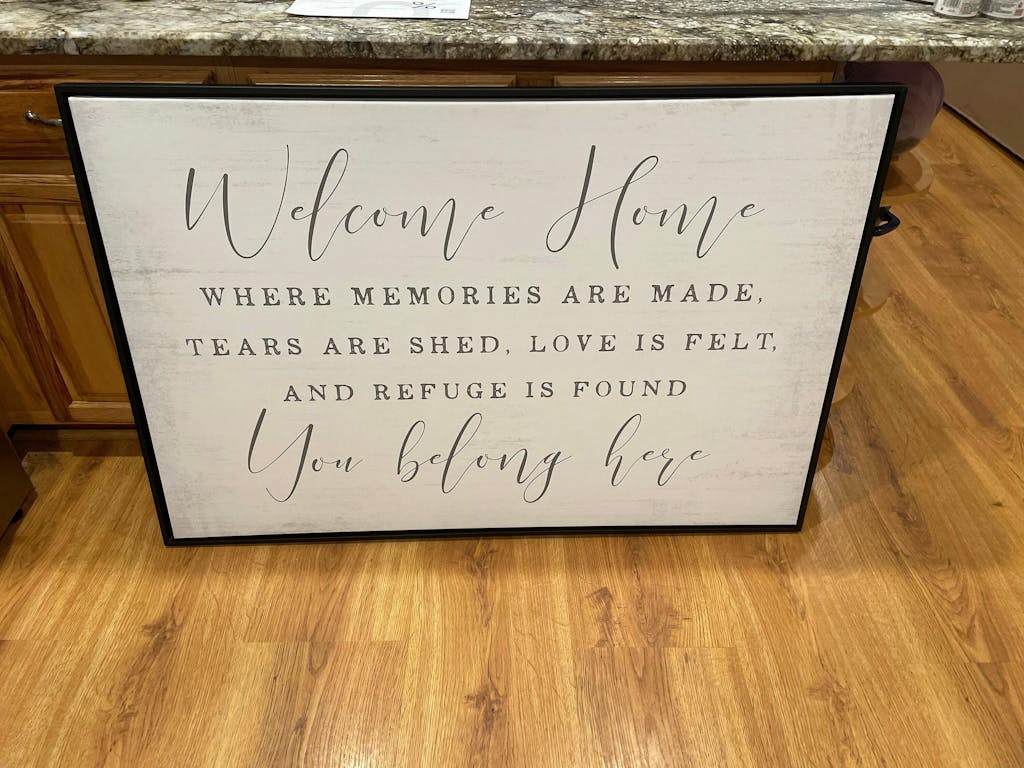 Welcome Home
WHERE MEMORIES ARE MADE,
TEARS ARE SHED, LOVE IS FELT,
AND REFUGE IS FOUND
You belong here